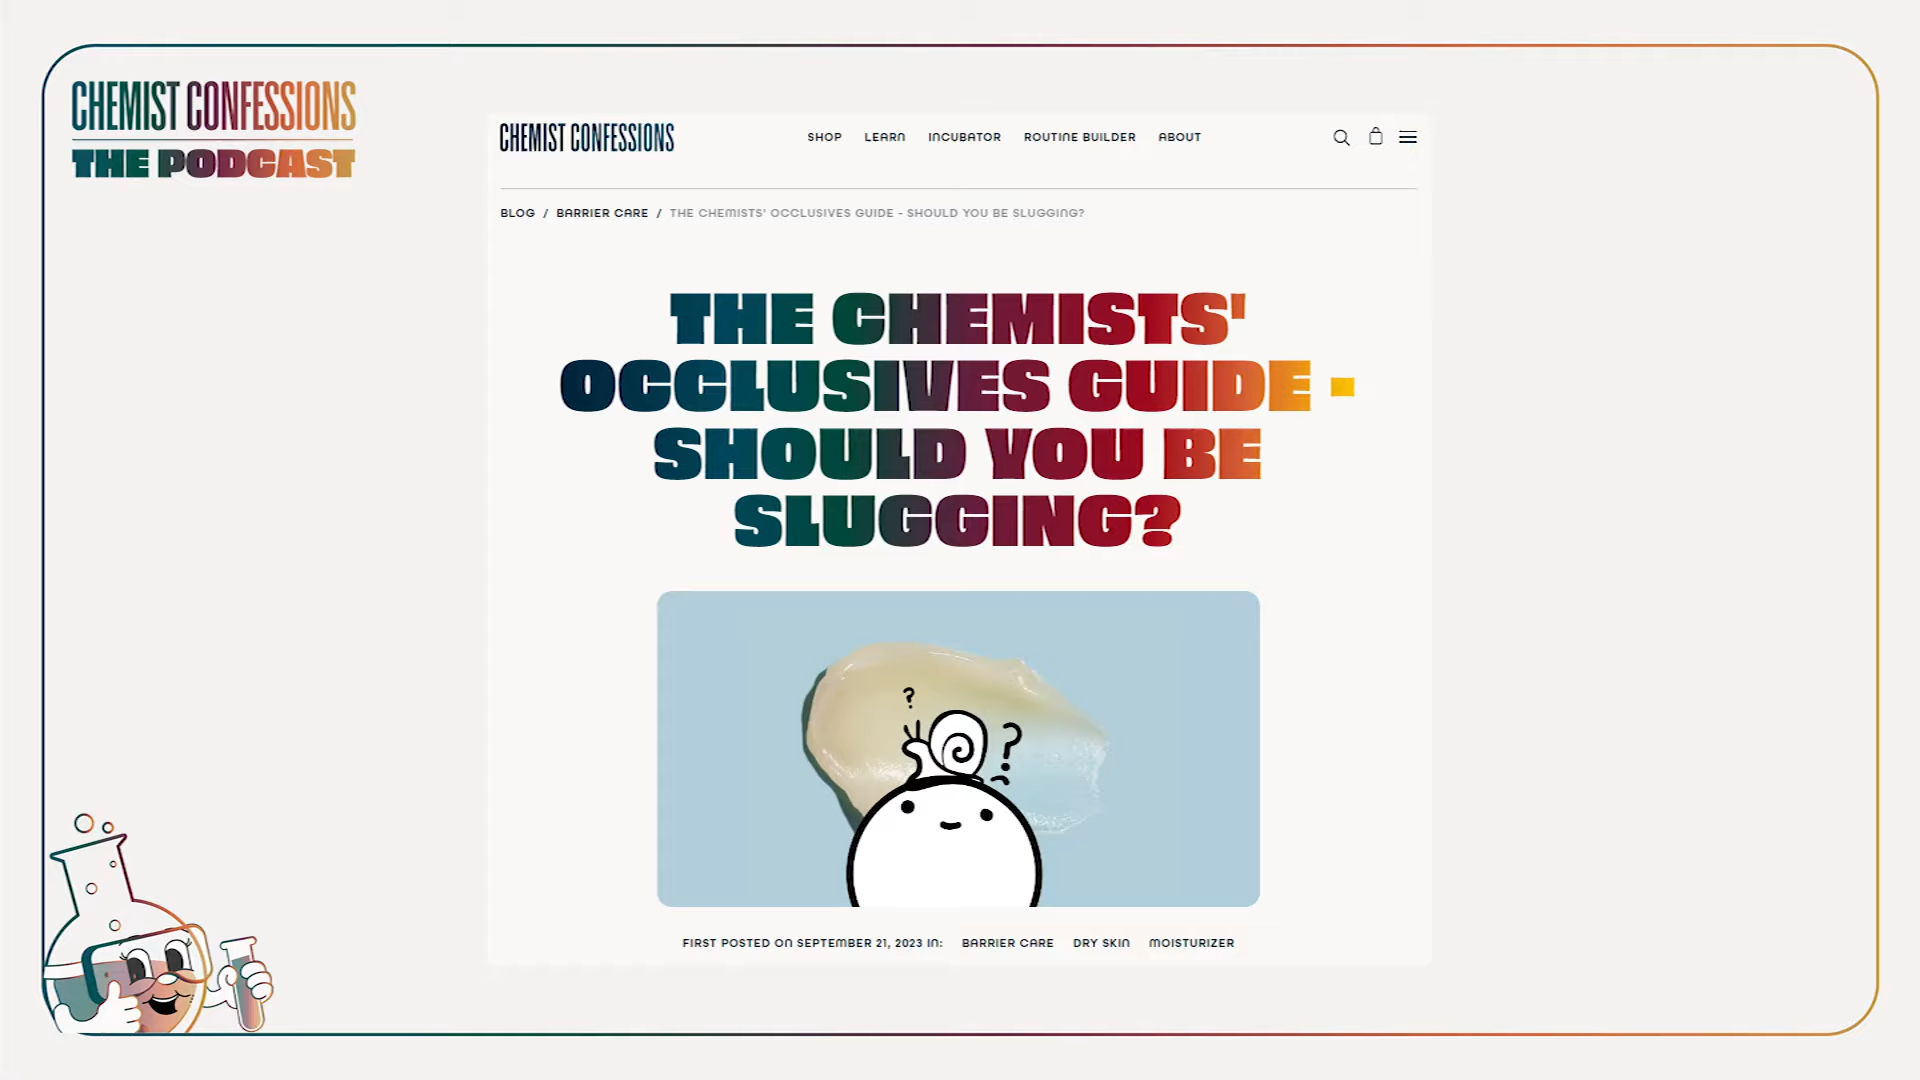 CHEMIST CONFESSIONS
THE PODCAST
CHEMIST CONFESSIONS
SHOP LEARN INCUBATOR ROUTINE BUILDER ABOUT
BLOG / BARRIER CARE / THE CHEMISTS' OCCLUSIVES GUIDE - SHOULD YOU BE SLUGGING?
THE CHEMISTS'
OCCLUSIVES GUIDE -
SHOULD YOU BE
SLUGGING?
?
?
FIRST POSTED ON SEPTEMBER 21, 2023 IN: BARRIER CARE DRY SKIN MOISTURIZER